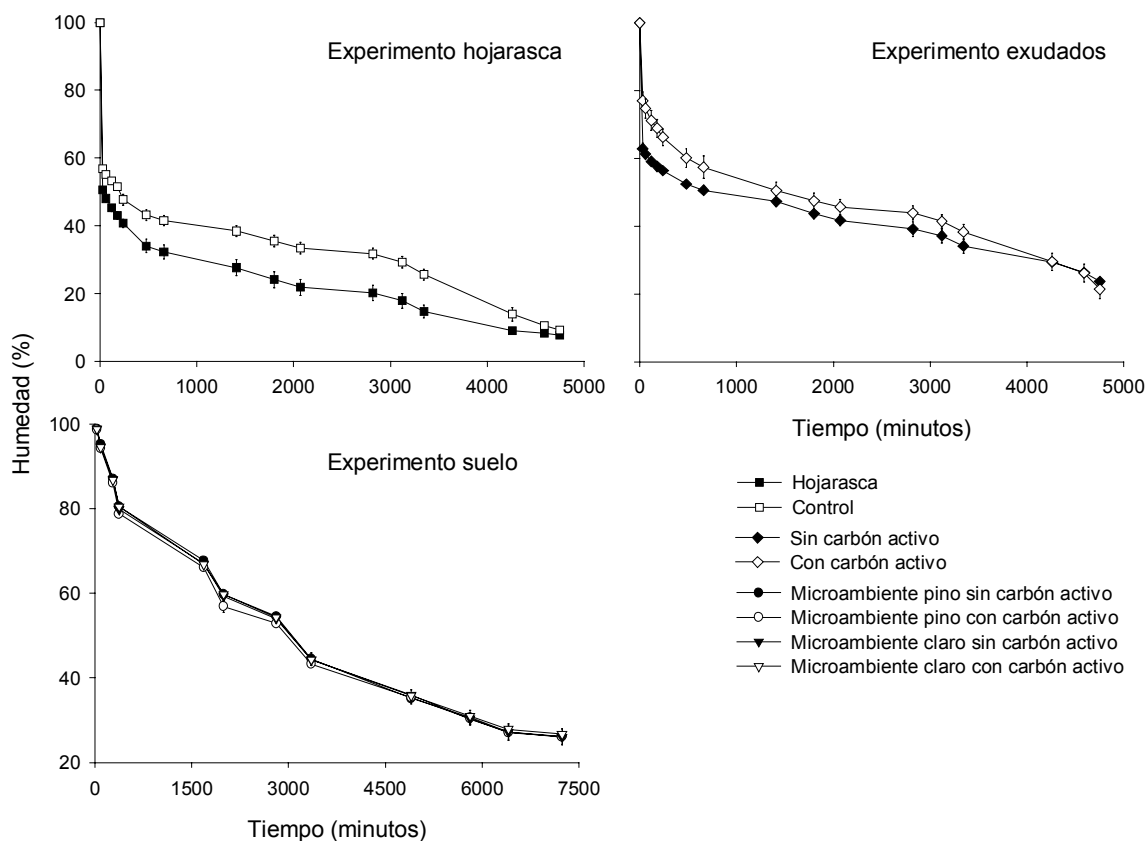 Experimento hojarasca
100
80
60
40
20
0
0 1000 2000 3000 4000 5000
Experimento exudados
0 1000 2000 3000 4000 5000
Tiempo (minutos)
Humedad (%)
Experimento suelo
100
80
60
40
20
0 1500 3000 4500 6000 7500
Tiempo (minutos)
Hojarasca
Control
Sin carbón activo
Con carbón activo
Microambiente pino sin carbón activo
Microambiente pino con carbón activo
Microambiente claro sin carbón activo
Microambiente claro con carbón activo